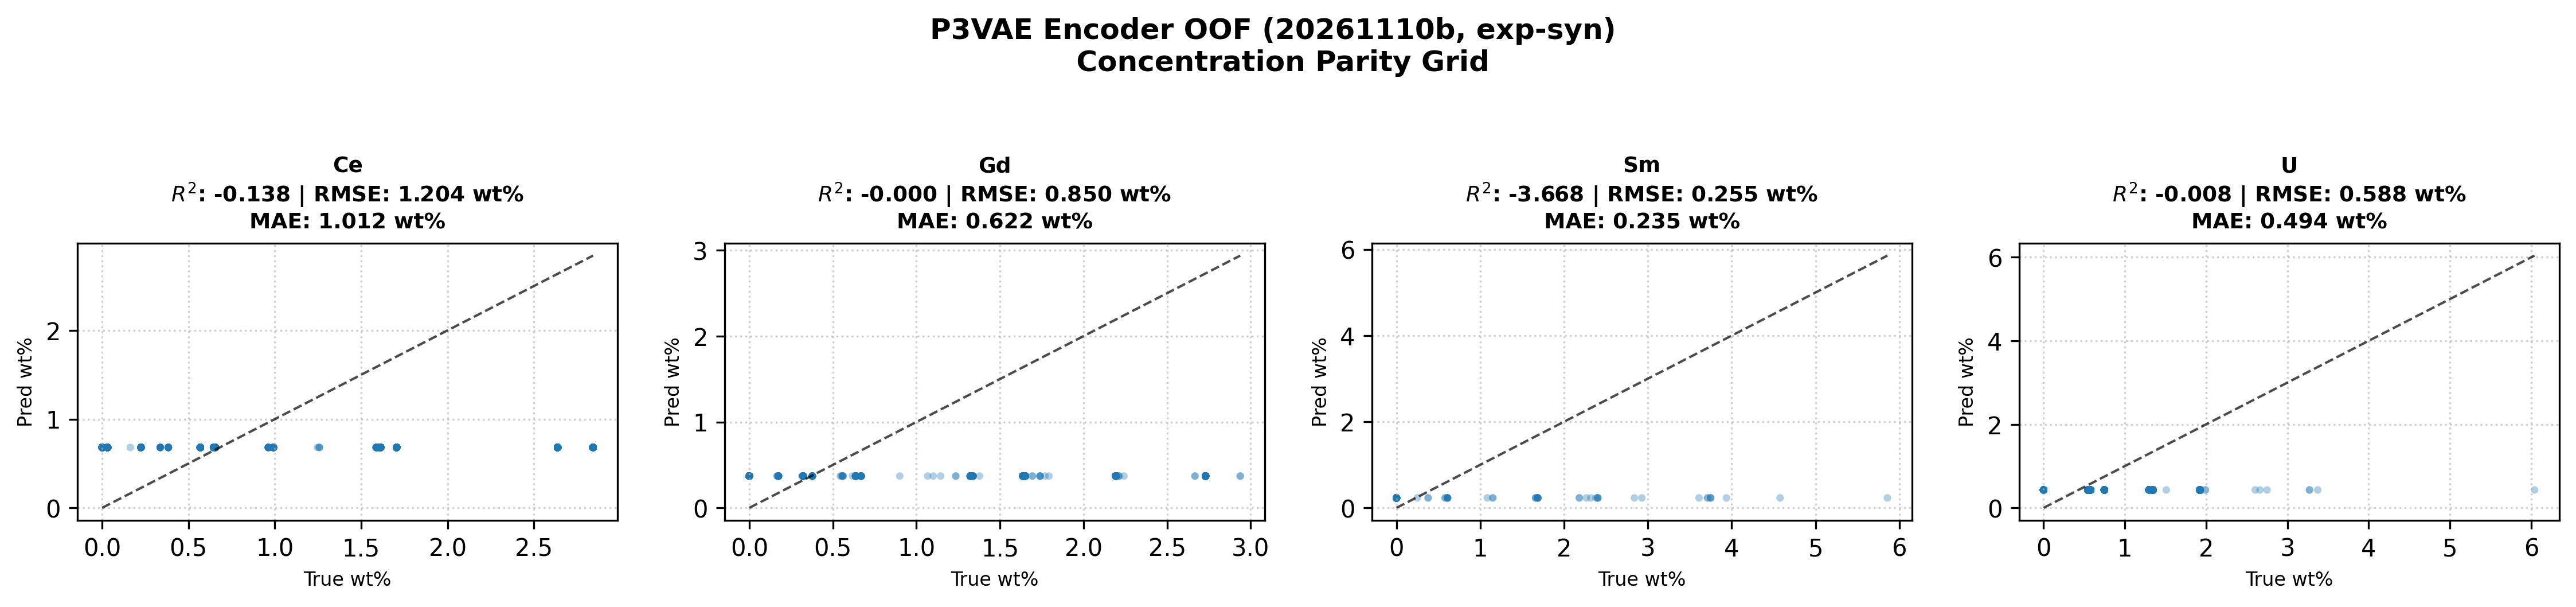 P3VAE Encoder OOF (20261110b, exp-syn)
Concentration Parity Grid
Ce
R²: -0.138 | RMSE: 1.204 wt%
MAE: 1.012 wt%
Pred wt%
2
1
0
0.0 0.5 1.0 1.5 2.0 2.5
True wt%
Gd
R²: -0.000 | RMSE: 0.850 wt%
MAE: 0.622 wt%
Pred wt%
3
2
1
0
0.0 0.5 1.0 1.5 2.0 2.5 3.0
True wt%
Sm
R²: -3.668 | RMSE: 0.255 wt%
MAE: 0.235 wt%
Pred wt%
6
4
2
0
0 1 2 3 4 5 6
True wt%
U
R²: -0.008 | RMSE: 0.588 wt%
MAE: 0.494 wt%
Pred wt%
6
4
2
0
0 1 2 3 4 5 6
True wt%